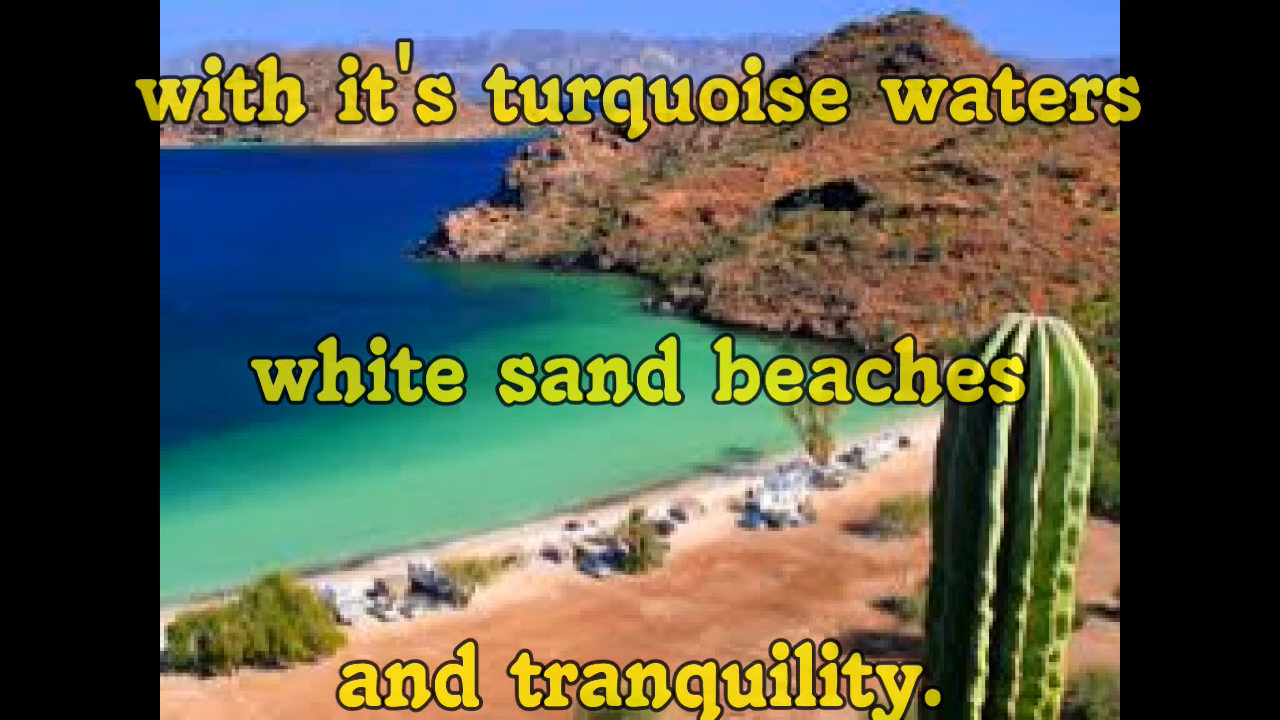 with it's turquoise waters
white sand beaches
and tranquility.